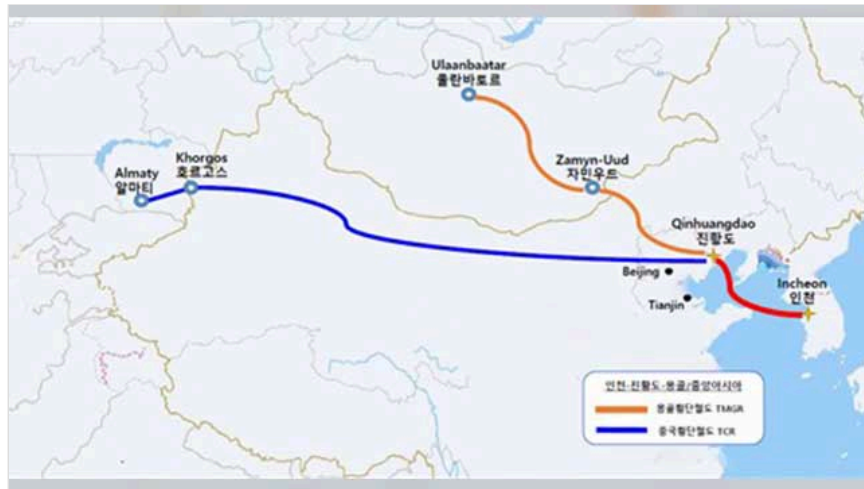 Ulaanbaatar
울란바토르
Khorgos
호르고스
Almaty
알마티
Zamyn-Uud
자민우드
Qinhuangdao
진황도
Beijing
Tianjin
Incheon
인천
인천-진황도-몽골/중앙아시아
몽골횡단철도 TMGR
중국횡단철도 TCR